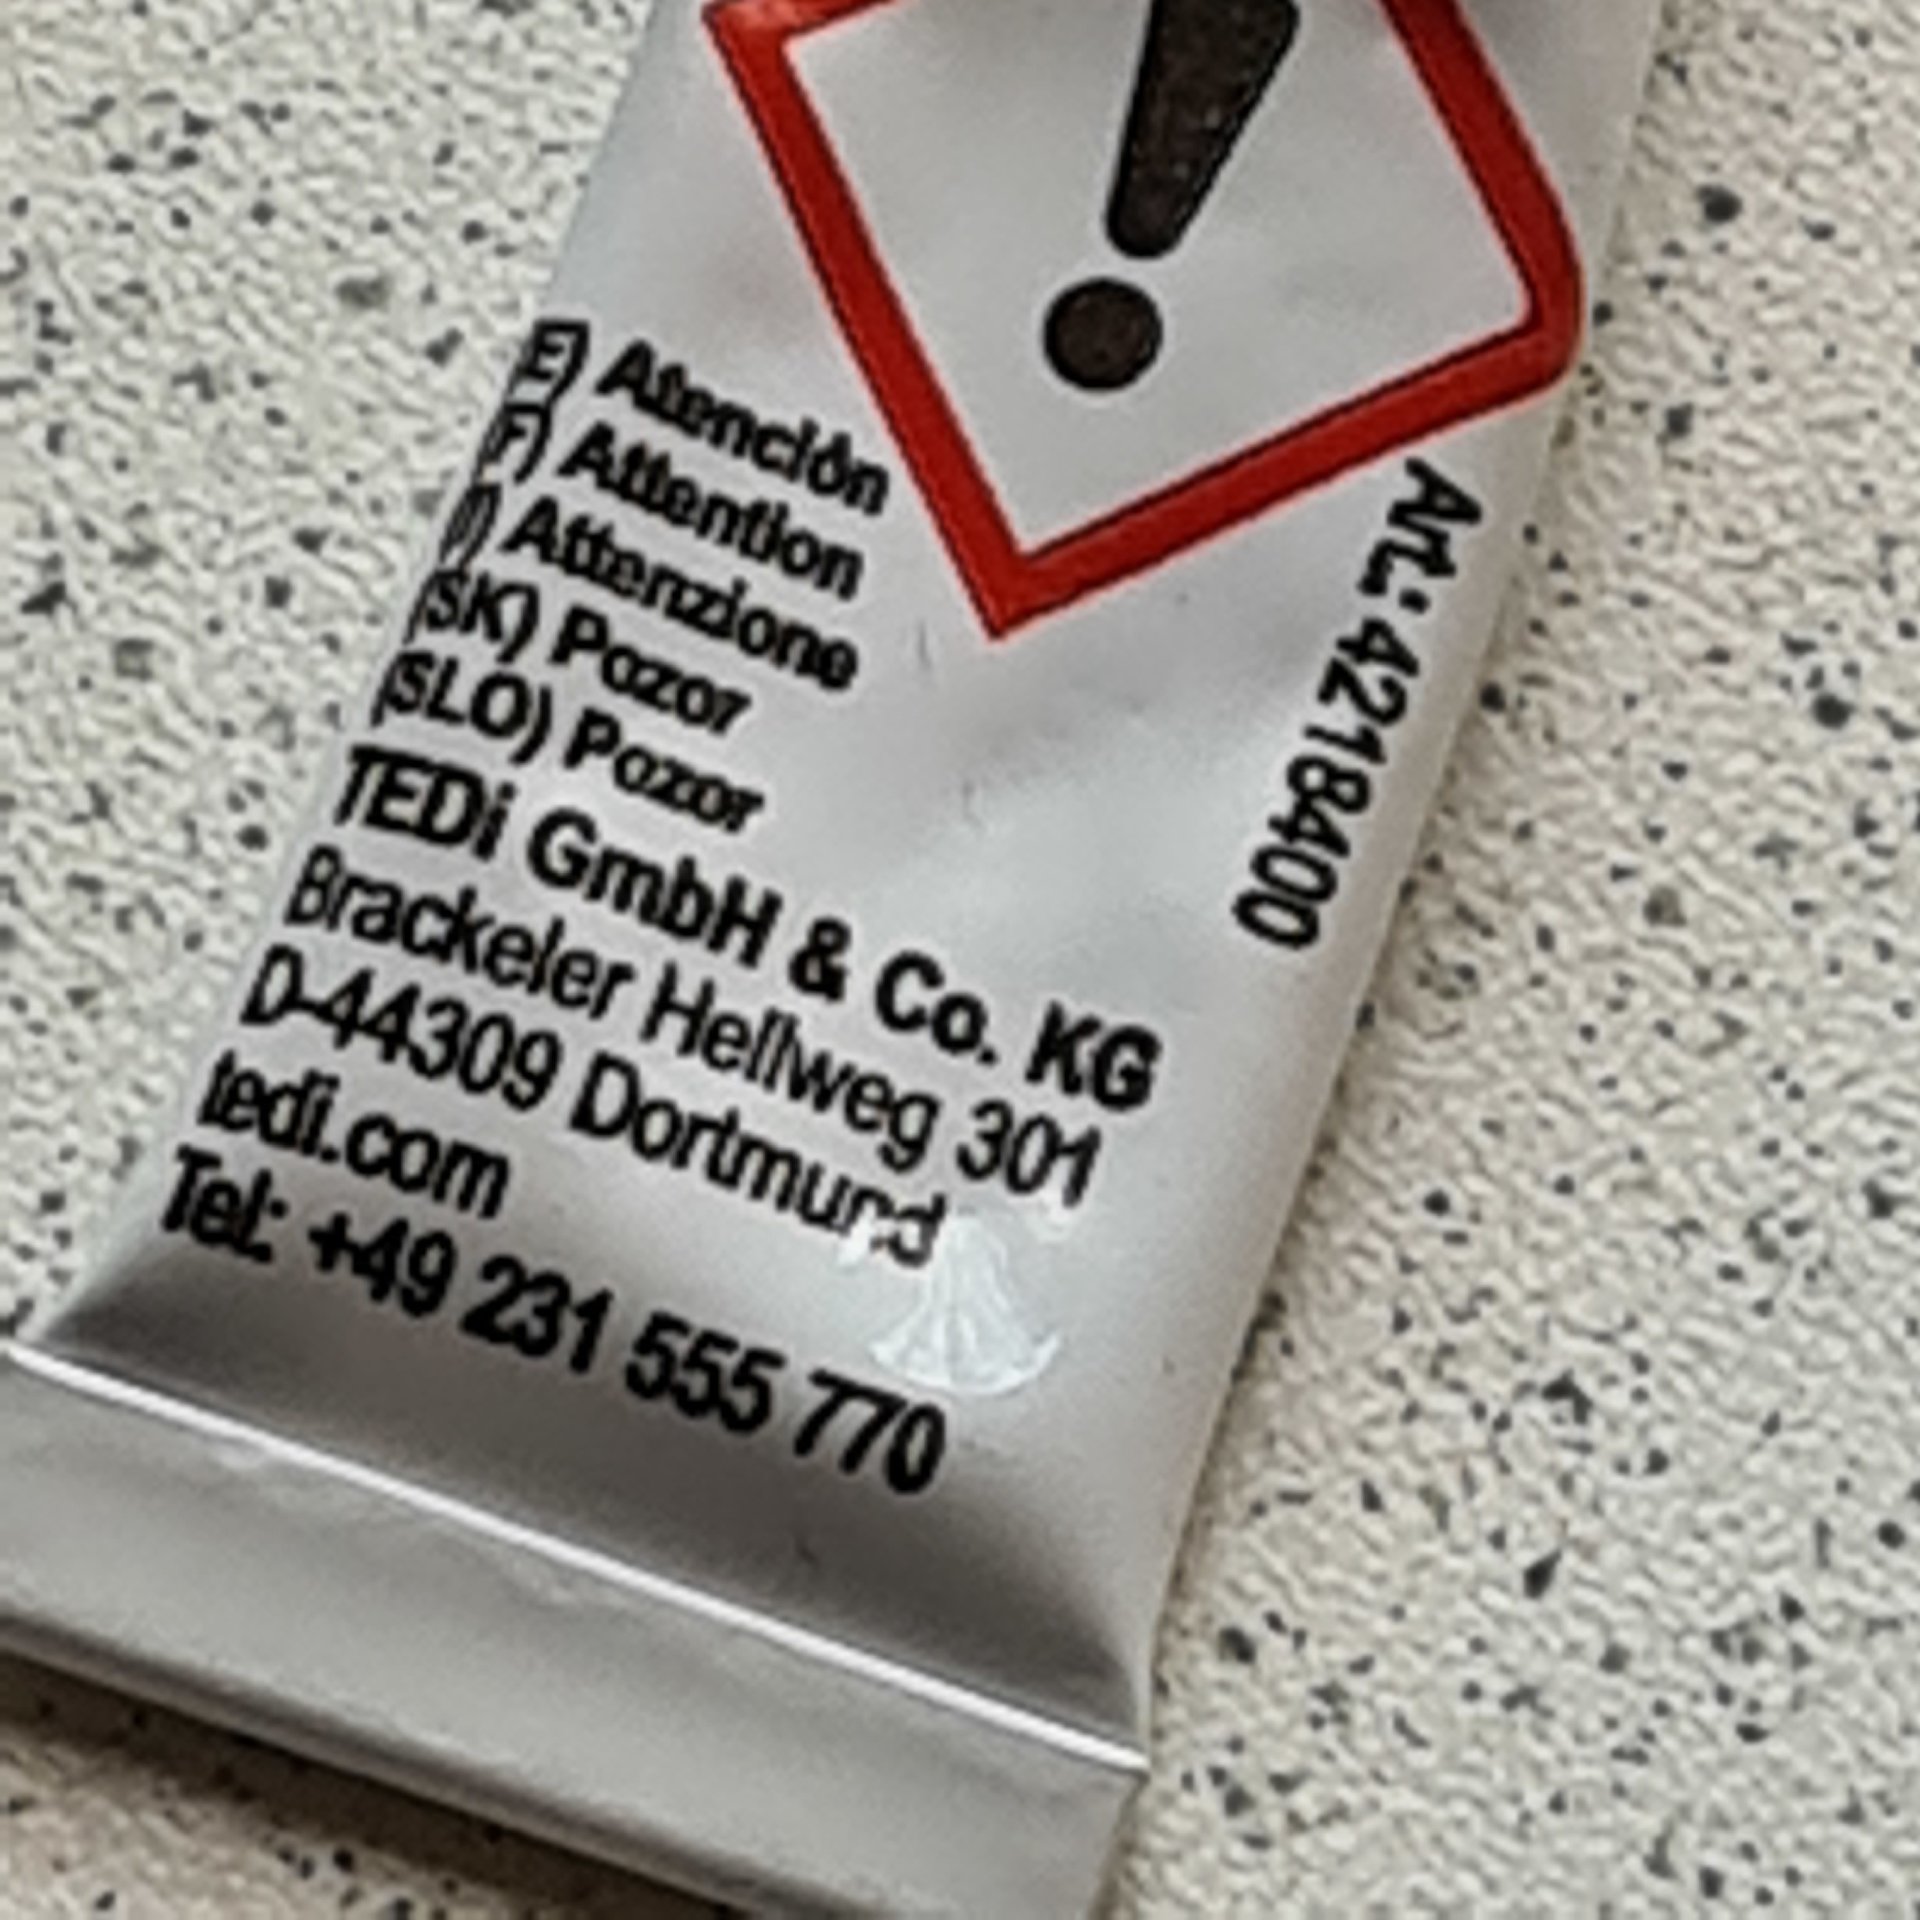 (E) Atención
(F) Attention
(I) Attenzione
(SK) Pozor
(SLO) Pozor
TEDi GmbH & Co. KG
Brackeler Hellweg 301
D-44309 Dortmund
tedi.com
Tel: +49 231 555 770
Art.: 4218400